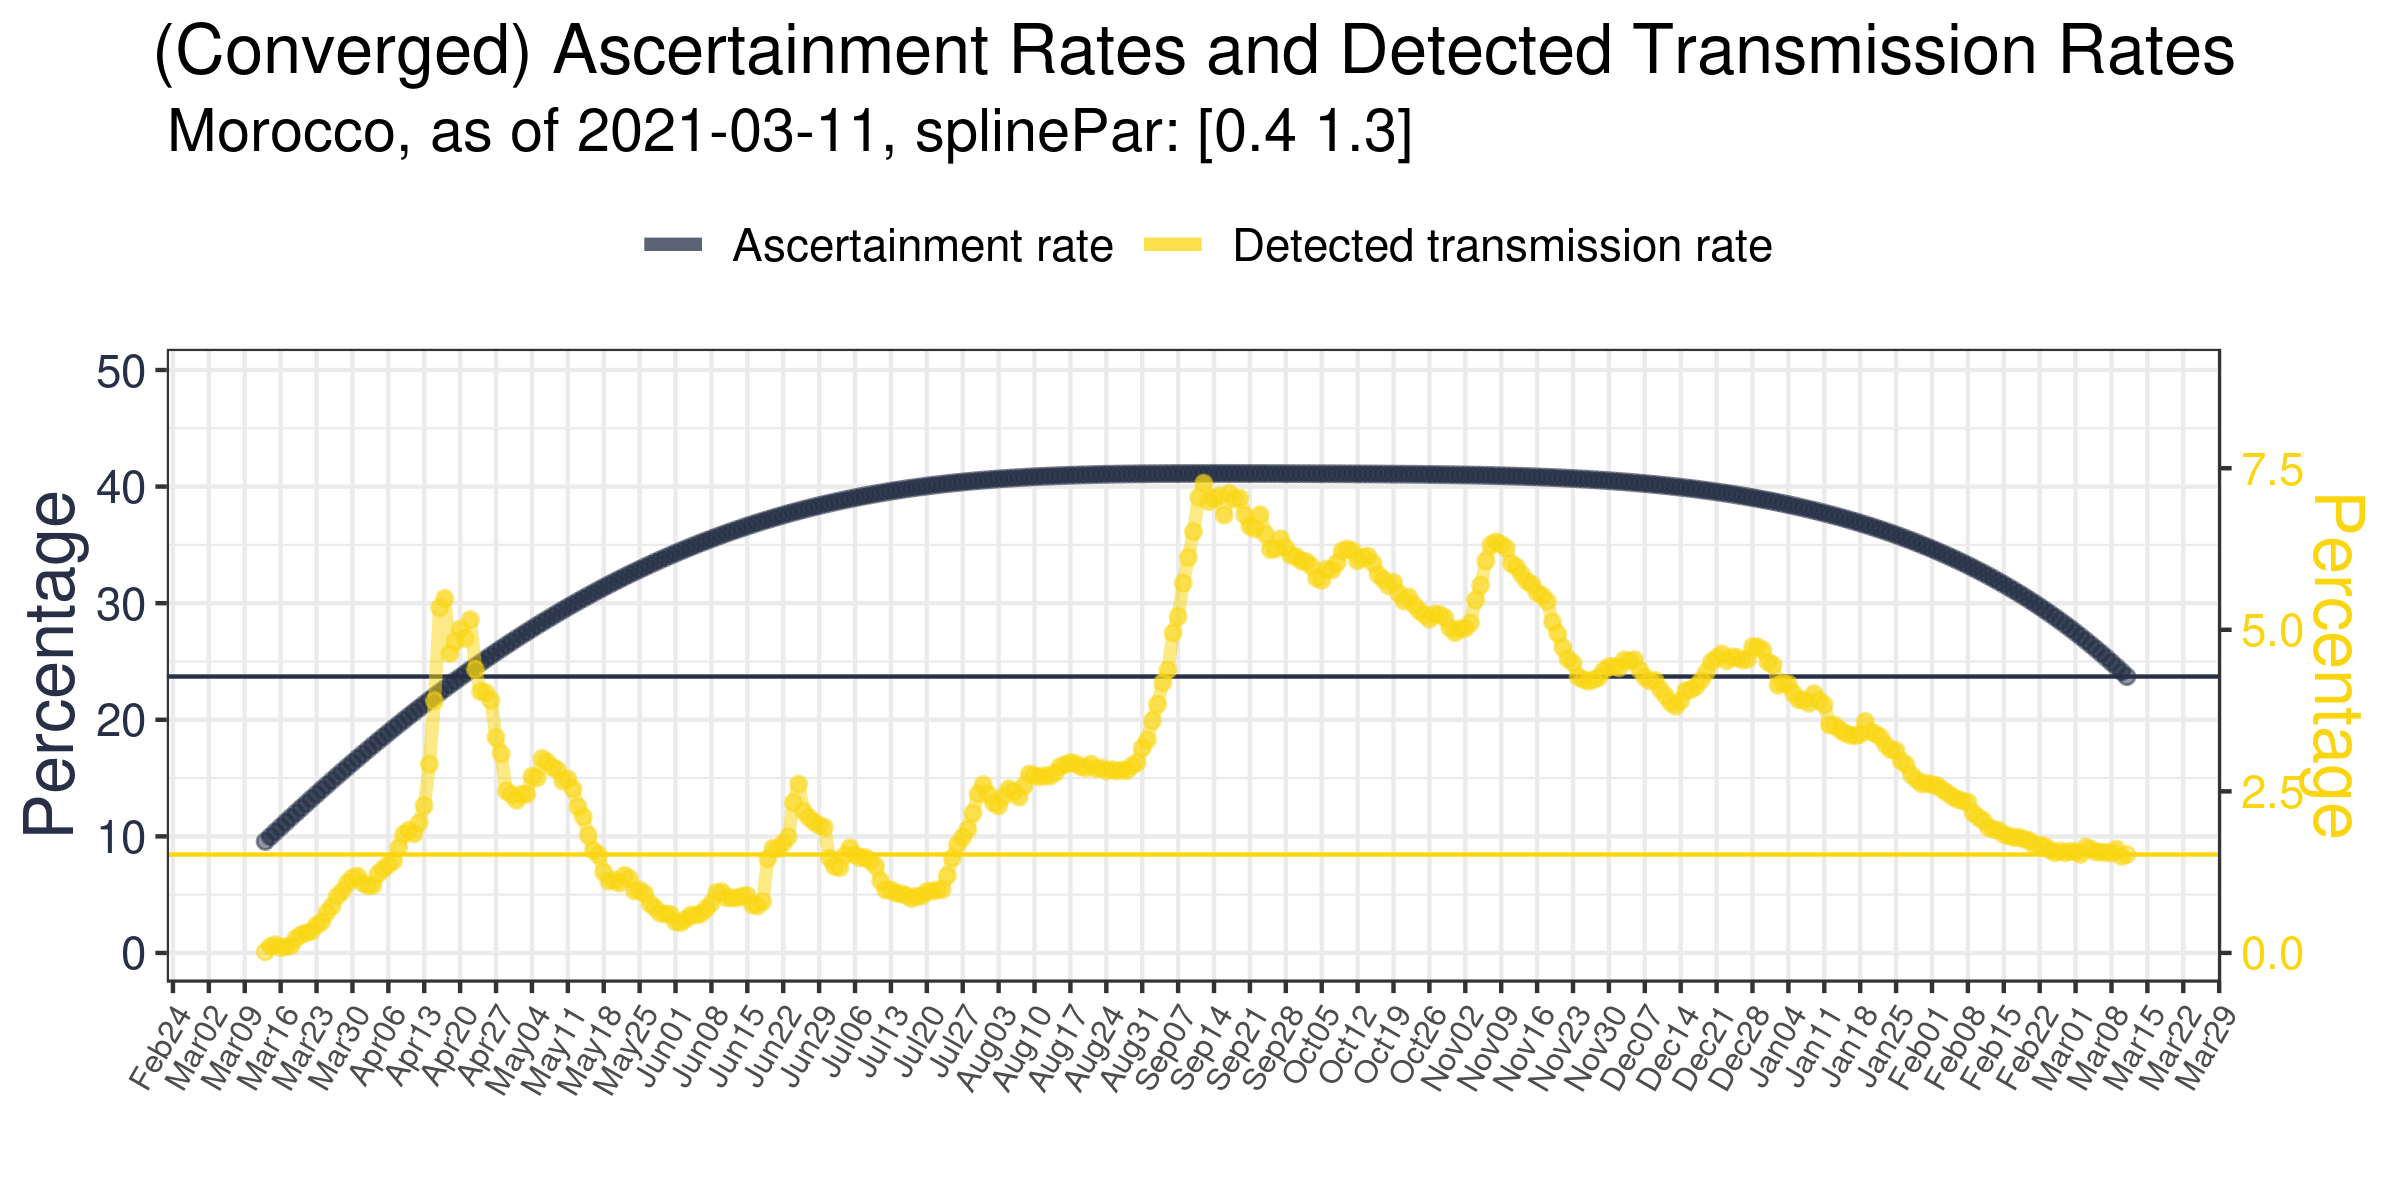 (Converged) Ascertainment Rates and Detected Transmission Rates
Morocco, as of 2021-03-11, splinePar: [0.4 1.3]
Ascertainment rate
Detected transmission rate
Percentage
50
40
30
20
10
0
7.5
5.0
2.5
0.0
Percentage
Feb24
Mar02
Mar09
Mar16
Mar23
Mar30
Apr06
Apr13
Apr20
Apr27
May04
May11
May18
May25
Jun01
Jun08
Jun15
Jun22
Jun29
Jul06
Jul13
Jul20
Jul27
Aug03
Aug10
Aug17
Aug24
Aug31
Sep07
Sep14
Sep21
Sep28
Oct05
Oct12
Oct19
Oct26
Nov02
Nov09
Nov16
Nov23
Nov30
Dec07
Dec14
Dec21
Dec28
Jan04
Jan11
Jan18
Jan25
Feb01
Feb08
Feb15
Feb22
Mar01
Mar08
Mar15
Mar22
Mar29